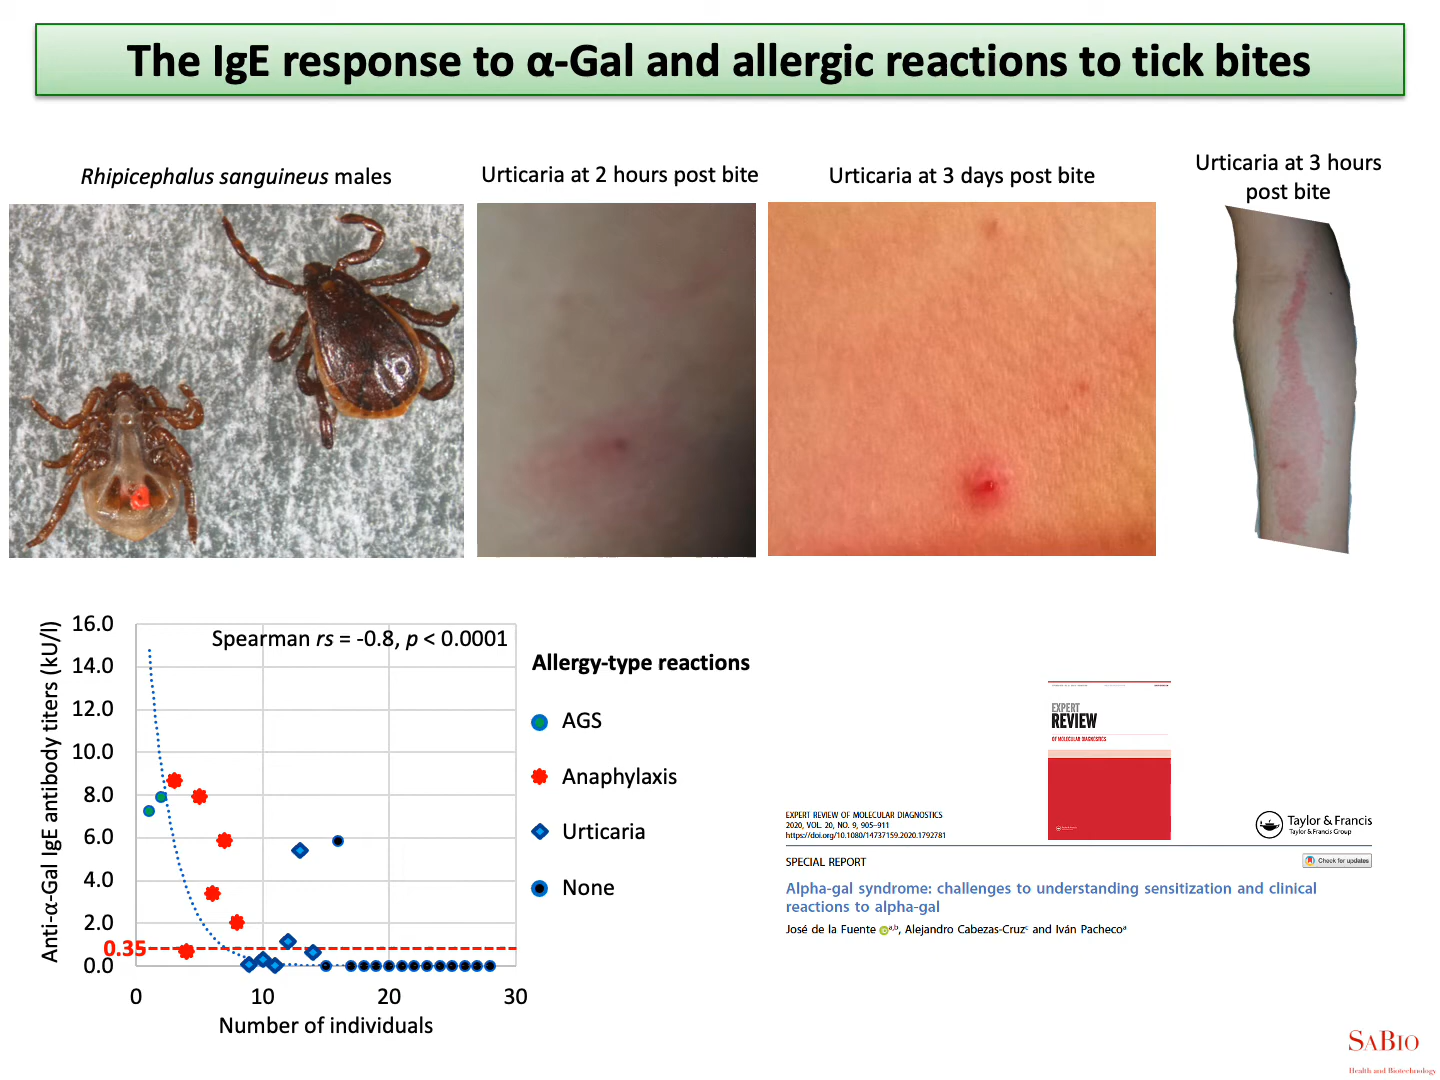 The IgE response to α-Gal and allergic reactions to tick bites
Rhipicephalus sanguineus males
Urticaria at 2 hours post bite
Urticaria at 3 days post bite
Urticaria at 3 hours
post bite
Anti-α-Gal IgE antibody titers (kU/l)
16.0
14.0
12.0
10.0
8.0
6.0
4.0
2.0
0.35
0.0
Spearman rs = -0.8, p < 0.0001
0
10
20
30
Number of individuals
Allergy-type reactions
AGS
Anaphylaxis
Urticaria
None
EXPERT
REVIEW
OF MOLECULAR DIAGNOSTICS
EXPERT REVIEW OF MOLECULAR DIAGNOSTICS
2020, VOL. 20, NO. 9, 905–911
https://doi.org/10.1080/14737159.2020.1792781
Taylor & Francis
Taylor & Francis Group
SPECIAL REPORT
Check for updates
Alpha-gal syndrome: challenges to understanding sensitization and clinical
reactions to alpha-gal
José de la Fuente a,b, Alejandro Cabezas-Cruz c and Iván Pacheco a
SABIO
Health and Biotechnology